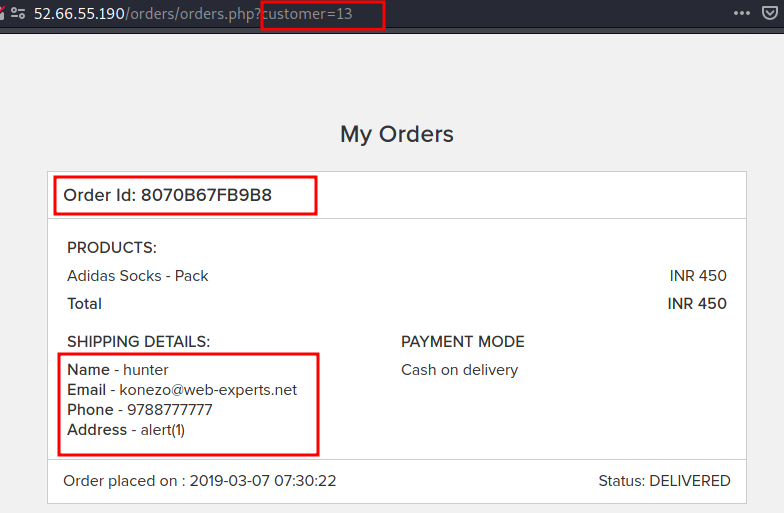 52.66.55.190/orders/orders.php?customer=13
My Orders
Order Id: 8070B67FB9B8
PRODUCTS:
Adidas Socks - Pack INR 450
Total INR 450
SHIPPING DETAILS: PAYMENT MODE
Name - hunter Cash on delivery
Email - konezo@web-experts.net
Phone - 9788777777
Address - alert(1)
Order placed on : 2019-03-07 07:30:22 Status: DELIVERED